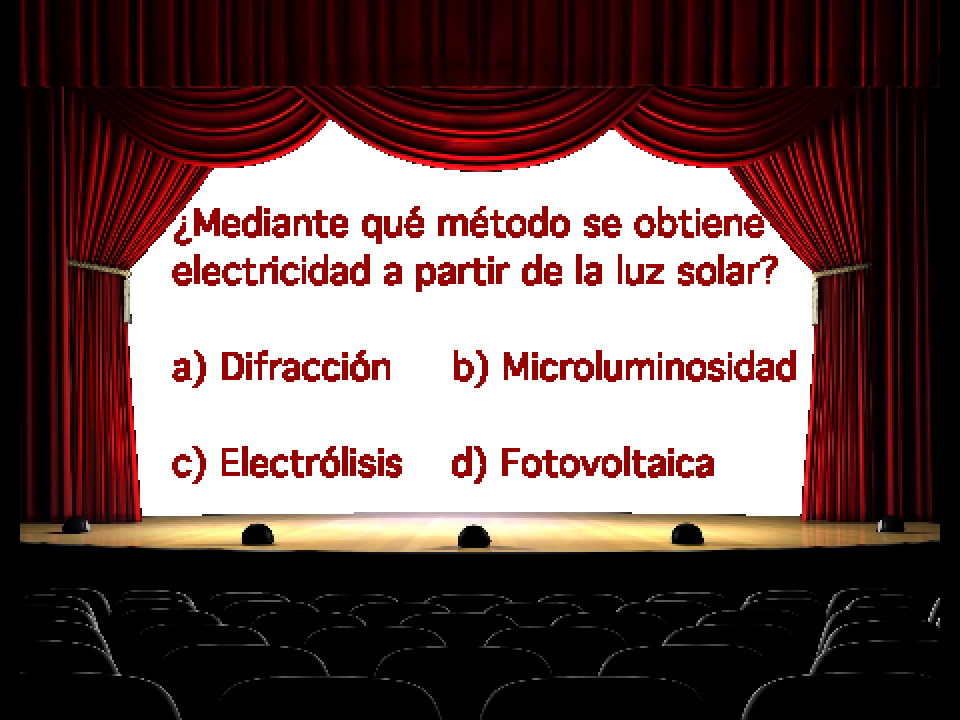 ¿Mediante qué método se obtiene
electricidad a partir de la luz solar?
a) Difracción b) Microluminosidad
c) Electrólisis d) Fotovoltaica